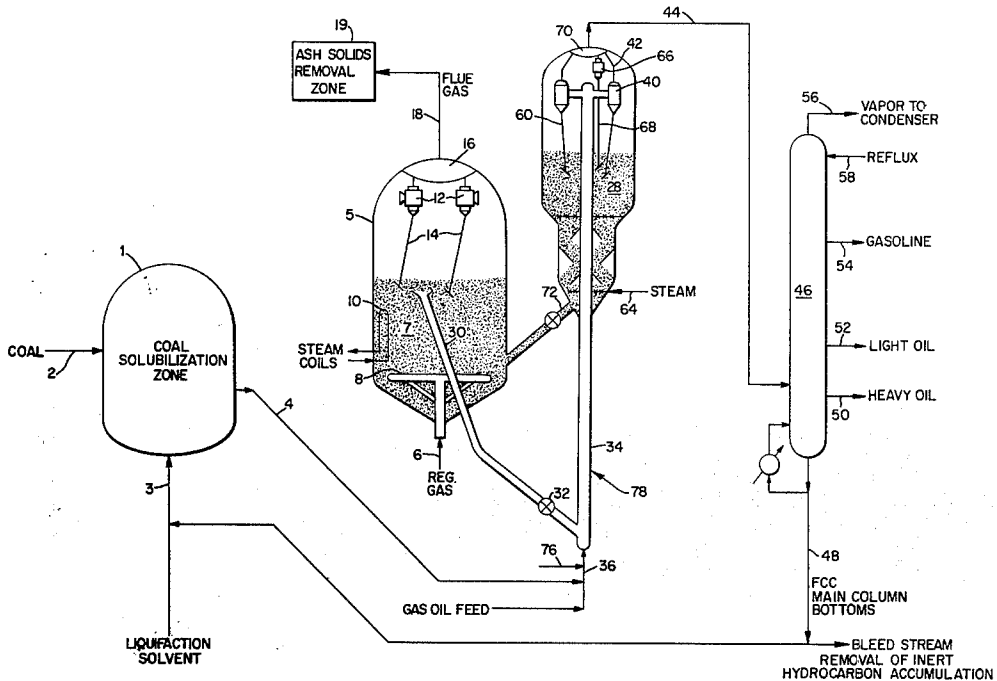 19
ASH SOLIDS
REMOVAL
ZONE
FLUE
GAS
18
16
12
5
14
10
7
30
STEAM
COILS
8
6
REG.
GAS
70
42
66
40
60
68
28
72
STEAM
64
34
78
32
76
36
GAS OIL FEED
44
56
VAPOR TO
CONDENSER
REFLUX
58
GASOLINE
54
46
52
LIGHT OIL
HEAVY OIL
50
48
FCC
MAIN COLUMN
BOTTOMS
BLEED STREAM
REMOVAL OF INERT
HYDROCARBON ACCUMULATION
1
COAL
SOLUBILIZATION
ZONE
COAL
2
4
3
LIQUIFACTION
SOLVENT